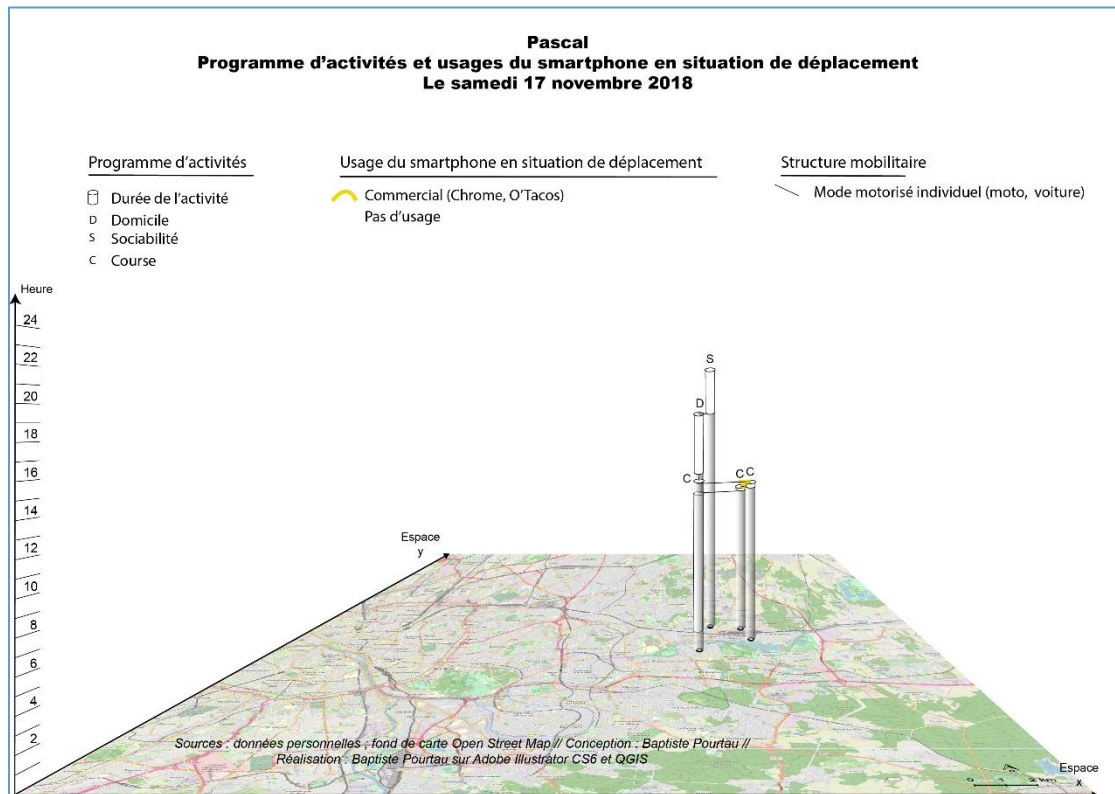 Pascal
Programme d'activités et usages du smartphone en situation de déplacement
Le samedi 17 novembre 2018
Programme d'activités
Durée de l'activité
D Domicile
S Sociabilité
C Course
Usage du smartphone en situation de déplacement
Commercial (Chrome, O'Tacos)
Pas d'usage
Structure mobilitaire
Mode motorisé individuel (moto, voiture)
Heure
24
22
20
18
16
14
12
10
8
6
4
2
S
D
C
C C
Espace
y
Sources : données personnelles ; fond de carte Open Street Map // Conception : Baptiste Pourtau //
Réalisation : Baptiste Pourtau sur Adobe Illustrator CS6 et QGIS
0 1 2 km
Espace
x